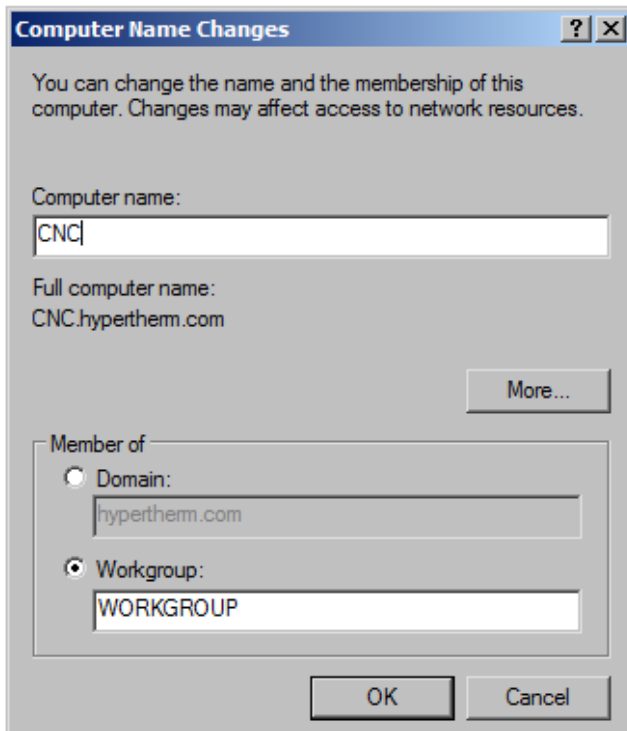 Computer Name Changes
You can change the name and the membership of this
computer. Changes may affect access to network resources.
Computer name:
CNC
Full computer name:
CNC.hypertherm.com
More...
Member of
Domain:
hypertherm.com
Workgroup:
WORKGROUP
OK Cancel